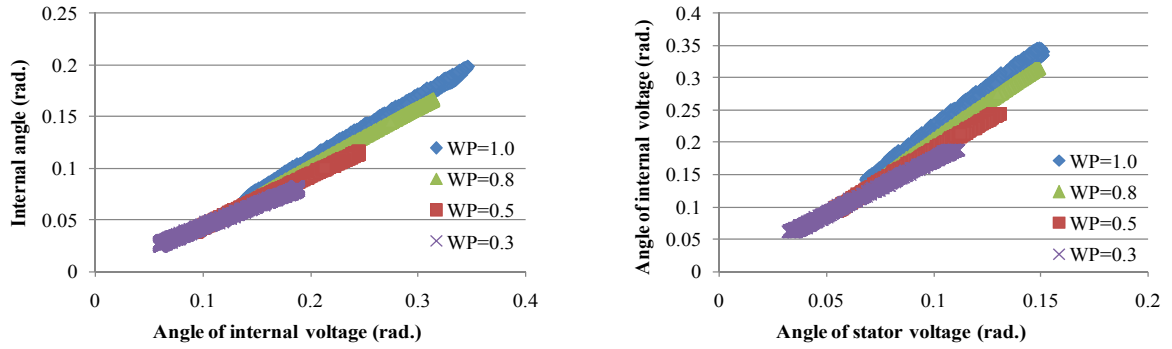 0.25
0.2
0.15
0.1
0.05
0
0
0.1
0.2
0.3
0.4
Internal angle (rad.)
Angle of internal voltage (rad.)
WP=1.0
WP=0.8
WP=0.5
WP=0.3
0.4
0.35
0.3
0.25
0.2
0.15
0.1
0.05
0
0
0.05
0.1
0.15
0.2
Angle of internal voltage (rad.)
Angle of stator voltage (rad.)
WP=1.0
WP=0.8
WP=0.5
WP=0.3